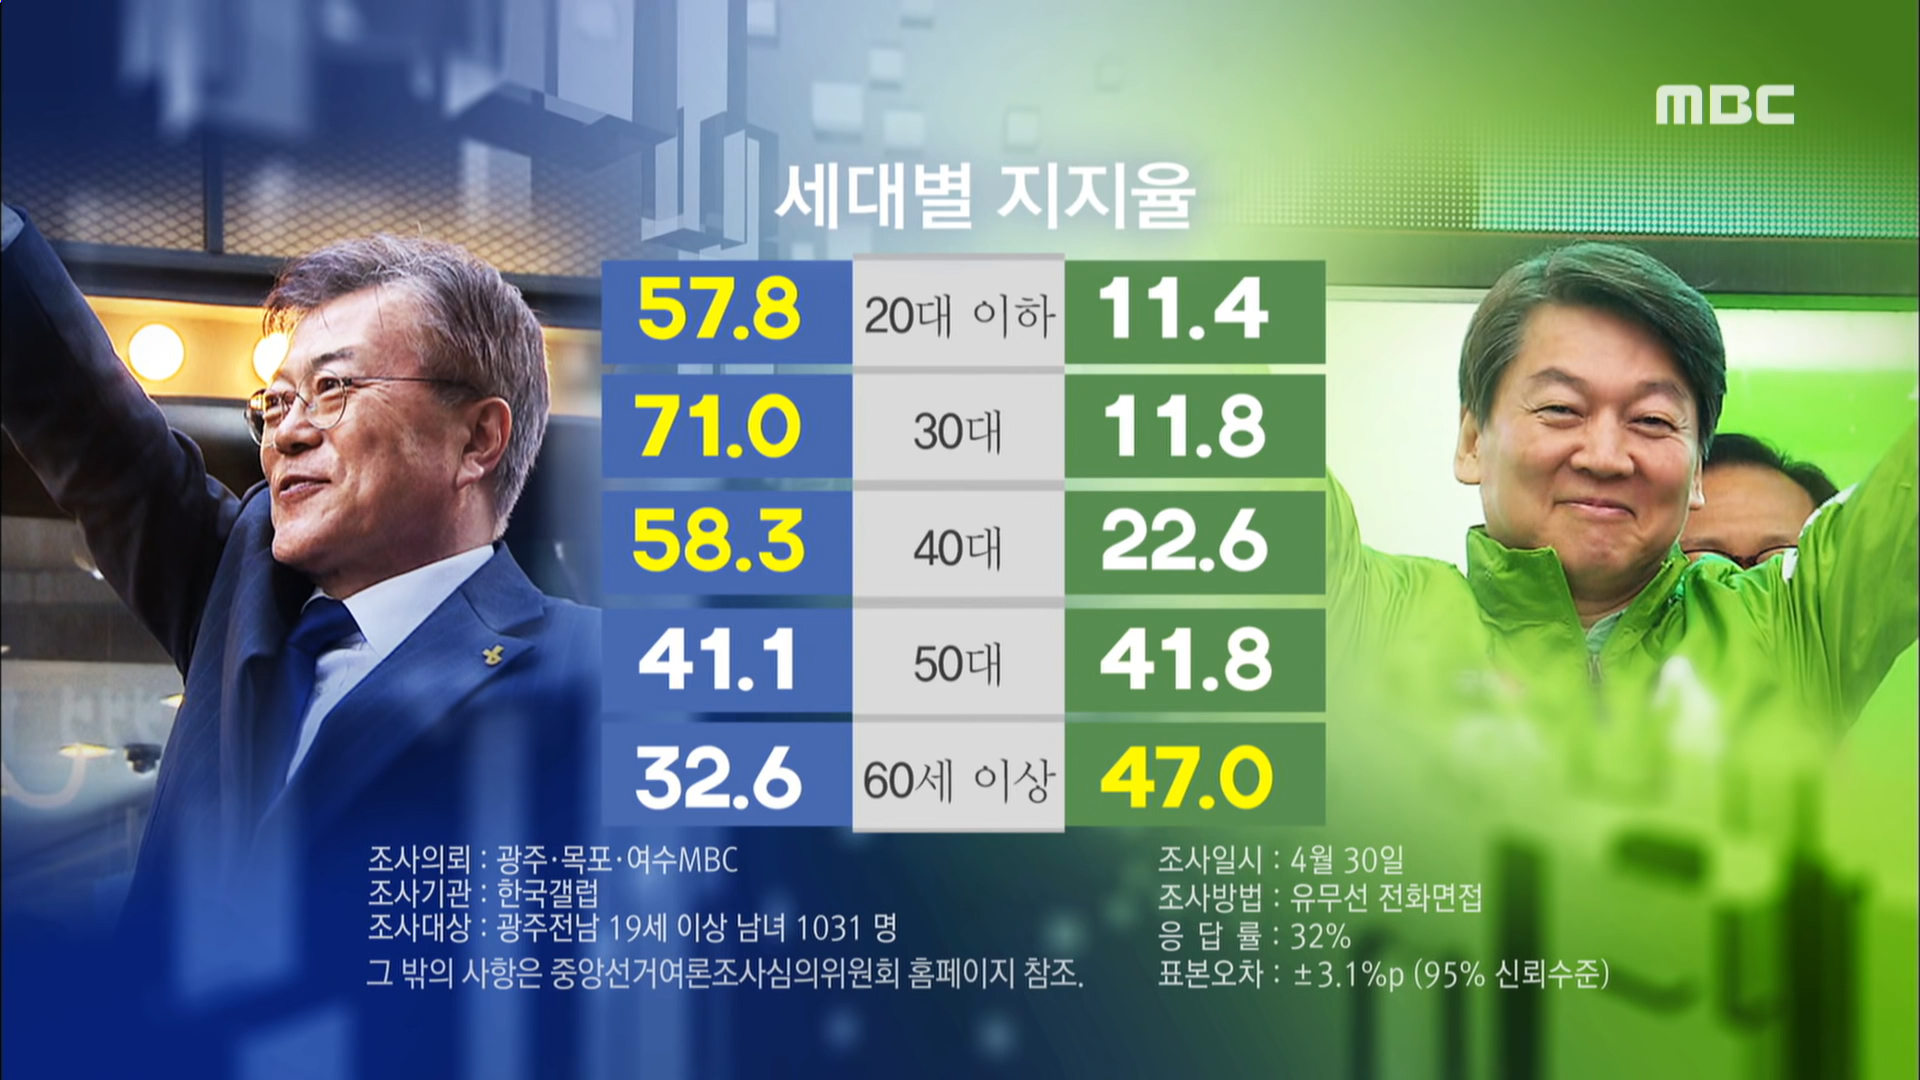 MBC
세대별 지지율
57.8 20대 이하 11.4
71.0 30대 11.8
58.3 40대 22.6
41.1 50대 41.8
32.6 60세 이상 47.0
조사의뢰 : 광주·목포·여수MBC
조사기관 : 한국갤럽
조사대상 : 광주전남 19세 이상 남녀 1031 명
그 밖의 사항은 중앙선거여론조사심의위원회 홈페이지 참조.
조사일시 : 4월 30일
조사방법 : 유무선 전화면접
응 답 률 : 32%
표본오차 : ±3.1%p (95% 신뢰수준)